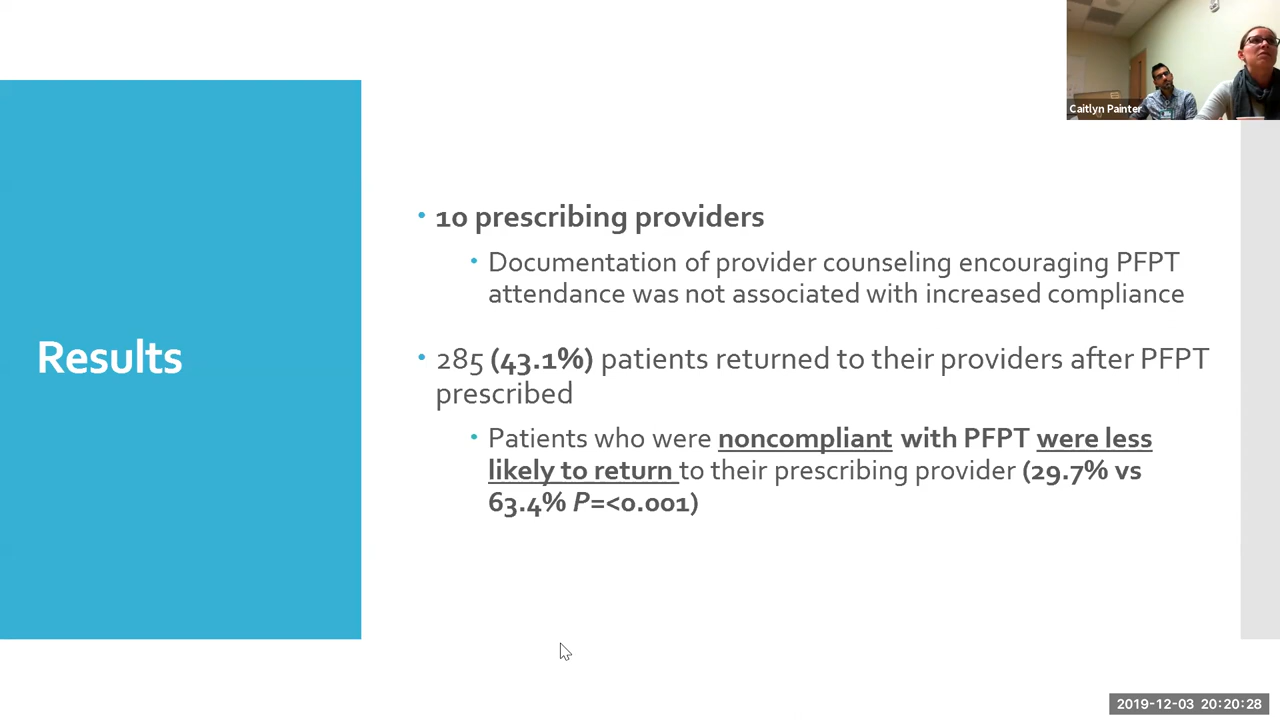 Caitlyn Painter
Results
• 10 prescribing providers
• Documentation of provider counseling encouraging PFPT
attendance was not associated with increased compliance
• 285 (43.1%) patients returned to their providers after PFPT
prescribed
• Patients who were noncompliant with PFPT were less
likely to return to their prescribing provider (29.7% vs
63.4% P=<0.001)
2019-12-03 20:20:28